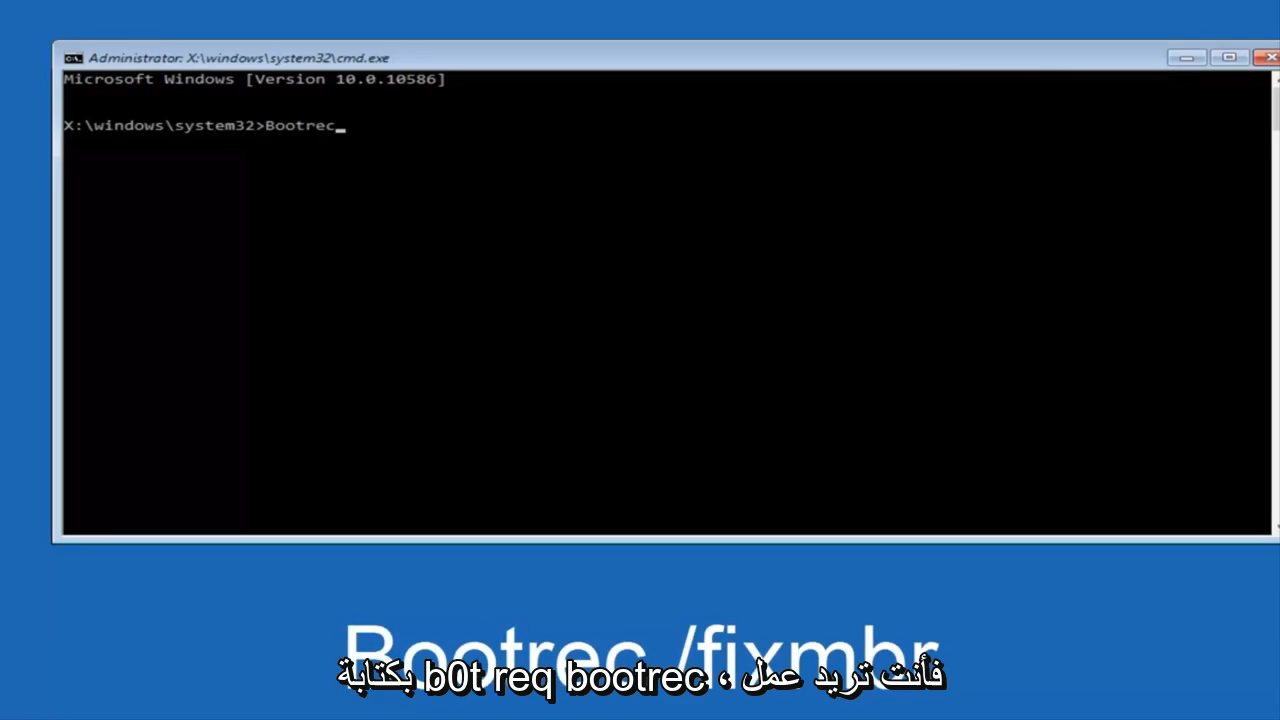 Administrator: X:\windows\system32\cmd.exe
Microsoft Windows [Version 10.0.10586]
X:\windows\system32>Bootrec_
Bootrec /fixmbr
فأنت تريد عمل ، b0t req bootrec بكتابة